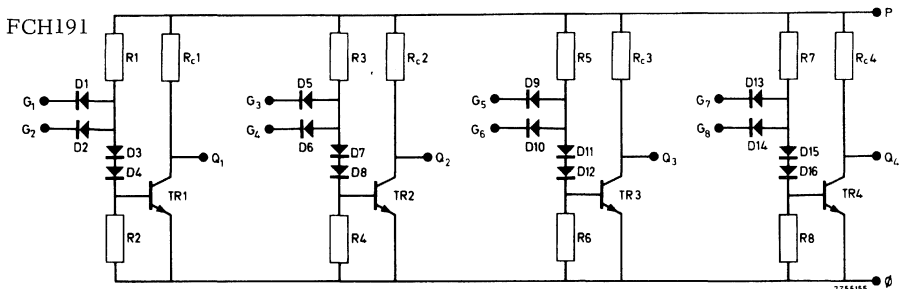 FCH191
P
R1 Rc1 R3 Rc2 R5 Rc3 R7 Rc4
D1 D5 D9 D13
G1 G3 G5 G7
G2 G4 G6 G8
D2 D6 D10 D14
D3 Q1 D7 Q2 D11 Q3 D15 Q4
D4 D8 D12 D16
TR1 TR2 TR3 TR4
R2 R4 R6 R8
Ø
7Z56155